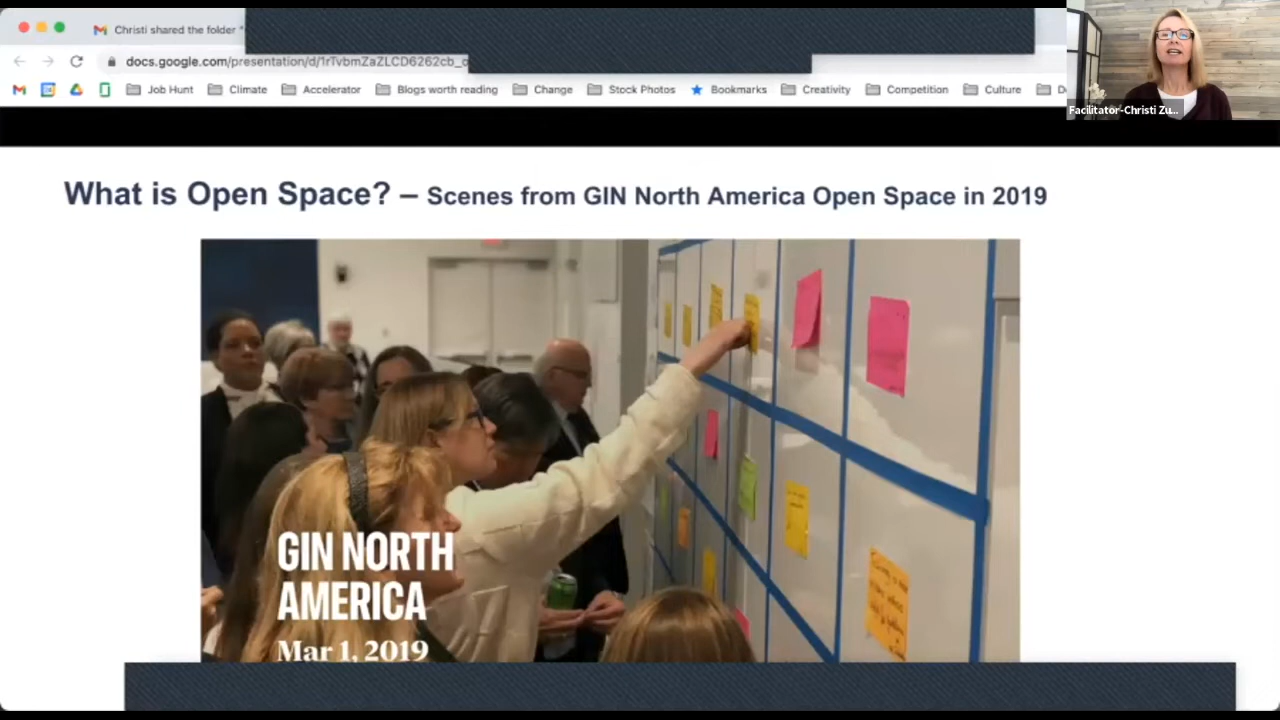 Christi shared the folder "
docs.google.com/presentation/d/1rTvbmZaZLCD6262cb_
Job Hunt
Climate
Accelerator
Blogs worth reading
Change
Stock Photos
Bookmarks
Creativity
Competition
Culture
Facilitator-Christi Zu...
What is Open Space? – Scenes from GIN North America Open Space in 2019
GIN NORTH
AMERICA
Mar 1, 2019